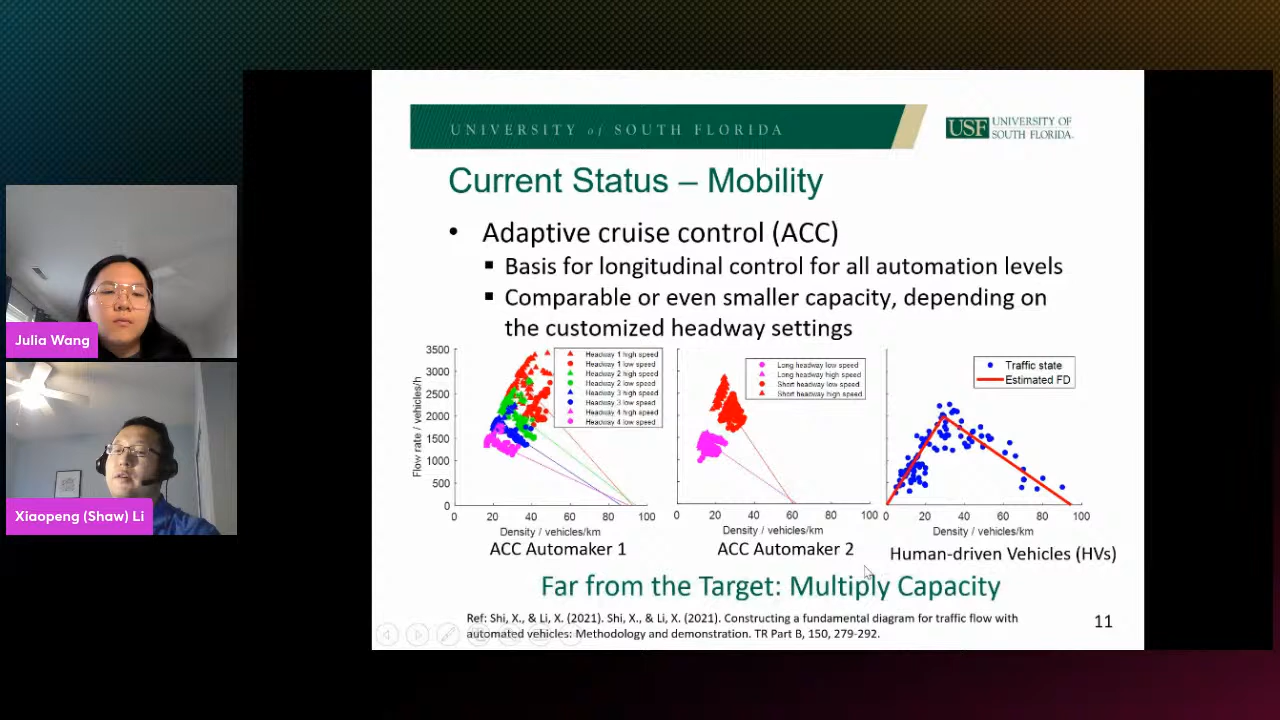 UNIVERSITY of SOUTH FLORIDA
USF UNIVERSITY OF
SOUTH FLORIDA.
Current Status – Mobility
• Adaptive cruise control (ACC)
▪ Basis for longitudinal control for all automation levels
▪ Comparable or even smaller capacity, depending on
the customized headway settings
Julia Wang
Xiaopeng (Shaw) Li
Flow rate / vehicles/h
3500
3000
2500
2000
1500
1000
500
0
Headway 1 high speed
Headway 1 low speed
Headway 2 high speed
Headway 2 low speed
Headway 3 high speed
Headway 3 low speed
Headway 4 high speed
Headway 4 low speed
0 20 40 60 80 100
Density / vehicles/km
ACC Automaker 1
Long headway low speed
Long headway high speed
Short headway low speed
Short headway high speed
0 20 40 60 80 100
Density / vehicles/km
ACC Automaker 2
Traffic state
Estimated FD
0 20 40 60 80 100
Density / vehicles/km
Human-driven Vehicles (HVs)
Far from the Target: Multiply Capacity
Ref: Shi, X., & Li, X. (2021). Shi, X., & Li, X. (2021). Constructing a fundamental diagram for traffic flow with
automated vehicles: Methodology and demonstration. TR Part B, 150, 279-292.
11